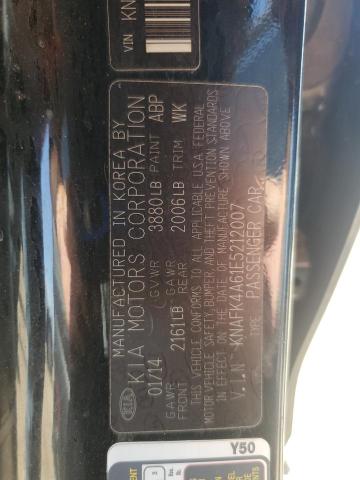 VIN KN
MANUFACTURED IN KOREA BY
KIA MOTORS CORPORATION
KIA
01/14 GVWR 3880LB PAINT ABP
GAWR FRONT 2161LB GAWR REAR 2006LB TRIM WK
THIS VEHICLE CONFORMS TO ALL APPLICABLE U.S.A. FEDERAL
MOTOR VEHICLE SAFETY, BUMPER, AND THEFT PREVENTION STANDARDS
IN EFFECT ON THE DATE OF MANUFACTURE SHOWN ABOVE
V.I.N KNAFK4A61E5212007
TYPE PASSENGER CAR
Y50